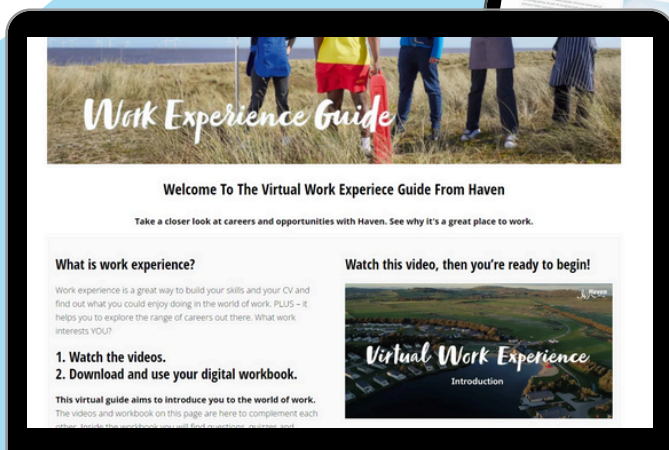 Work Experience Guide
Welcome To The Virtual Work Experiece Guide From Haven
Take a closer look at careers and opportunities with Haven. See why it's a great place to work.
What is work experience?
Work experience is a great way to build your skills and your CV and
find out what you could enjoy doing in the world of work. PLUS – it
helps you to explore the range of careers out there. What work
interests YOU?
1. Watch the videos.
2. Download and use your digital workbook.
This virtual guide aims to introduce you to the world of work.
The videos and workbook on this page are here to complement each
other. Inside the workbook you will find questions, quizzes and
Watch this video, then you're ready to begin!
Haven
Virtual Work Experience
Introduction